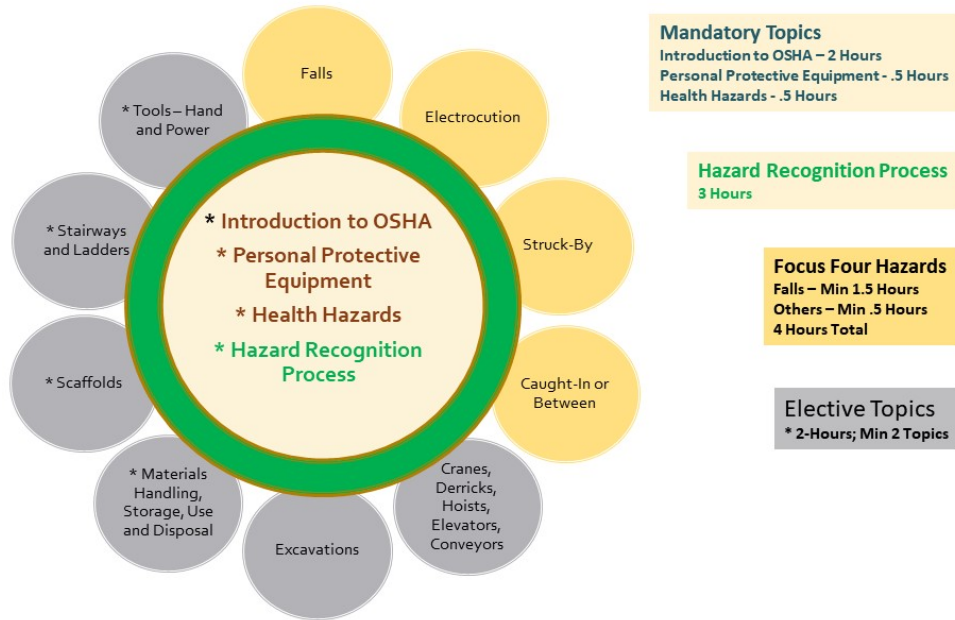 Falls
Electrocution
Struck-By
Caught-In or
Between
Cranes,
Derricks,
Hoists,
Elevators,
Conveyors
Excavations
* Materials
Handling,
Storage, Use
and Disposal
* Scaffolds
* Stairways
and Ladders
* Tools – Hand
and Power
* Introduction to OSHA
* Personal Protective
Equipment
* Health Hazards
* Hazard Recognition
Process
Mandatory Topics
Introduction to OSHA – 2 Hours
Personal Protective Equipment - .5 Hours
Health Hazards - .5 Hours
Hazard Recognition Process
3 Hours
Focus Four Hazards
Falls – Min 1.5 Hours
Others – Min .5 Hours
4 Hours Total
Elective Topics
* 2-Hours; Min 2 Topics